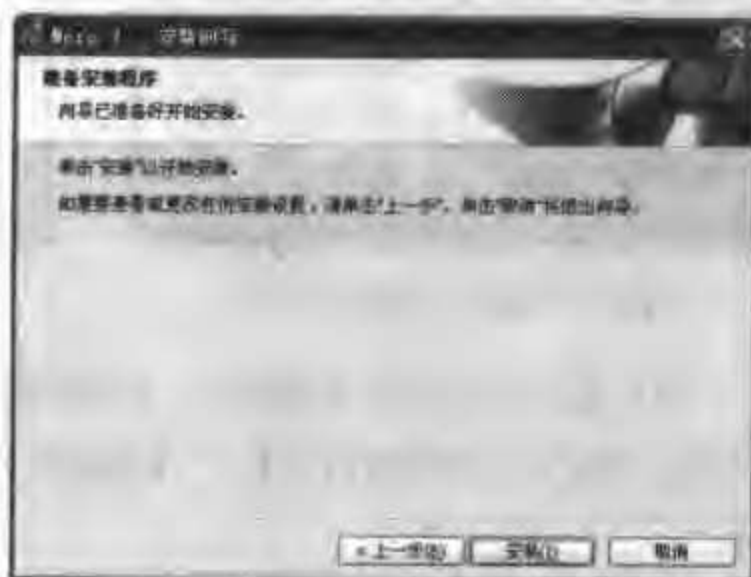 Nero 7 安装向导
准备安装程序
向导已准备好开始安装。
单击“安装”以开始安装。
如果要查看或更改任何安装设置，请单击“上一步”。单击“取消”将退出向导。
<上一步(B)
安装(I)
取消